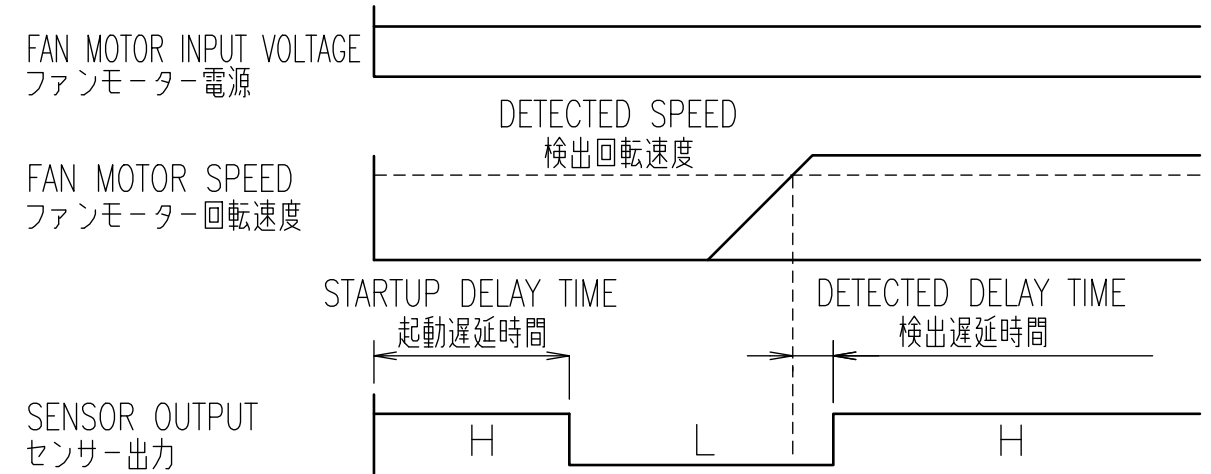 FAN MOTOR INPUT VOLTAGE
ファンモーター電源
DETECTED SPEED
検出回転速度
FAN MOTOR SPEED
ファンモーター回転速度
STARTUP DELAY TIME
起動遅延時間
DETECTED DELAY TIME
検出遅延時間
SENSOR OUTPUT
センサー出力
H
L
H